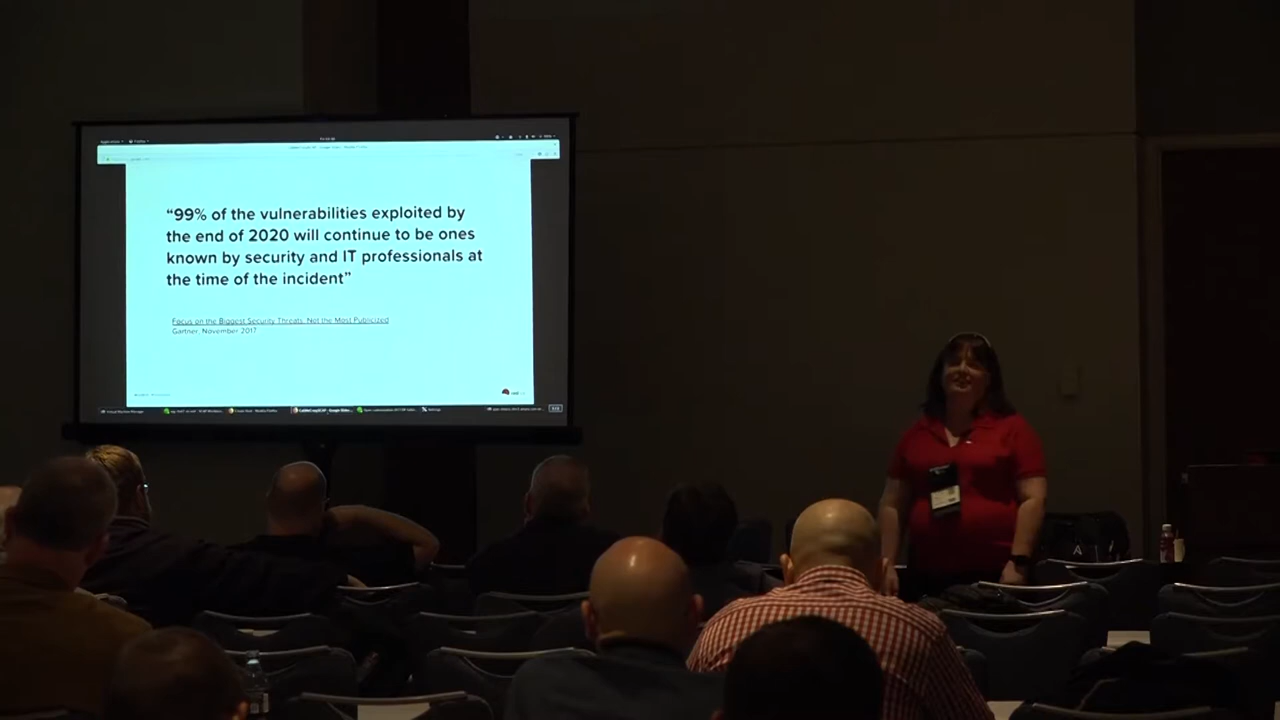 “99% of the vulnerabilities exploited by
the end of 2020 will continue to be ones
known by security and IT professionals at
the time of the incident”
Focus on the Biggest Security Threats, Not the Most Publicized
Gartner, November 2017